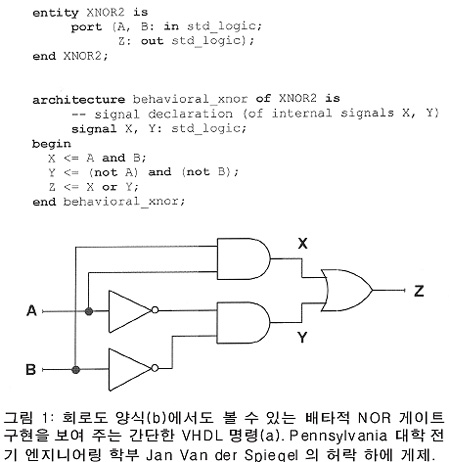 entity XNOR2 is
port (A, B: in std_logic;
Z: out std_logic);
end XNOR2;
architecture behavioral_xnor of XNOR2 is
-- signal declaration (of internal signals X, Y)
signal X, Y: std_logic;
begin
X <= A and B;
Y <= (not A) and (not B);
Z <= X or Y;
end behavioral_xnor;
X
A
Z
Y
B
그림 1: 회로도 양식(b)에서도 볼 수 있는 배타적 NOR 게이트
구현을 보여 주는 간단한 VHDL 명령(a). Pennsylvania 대학 전
기 엔지니어링 학부 Jan Van der Spiegel 의 허락 하에 게제.